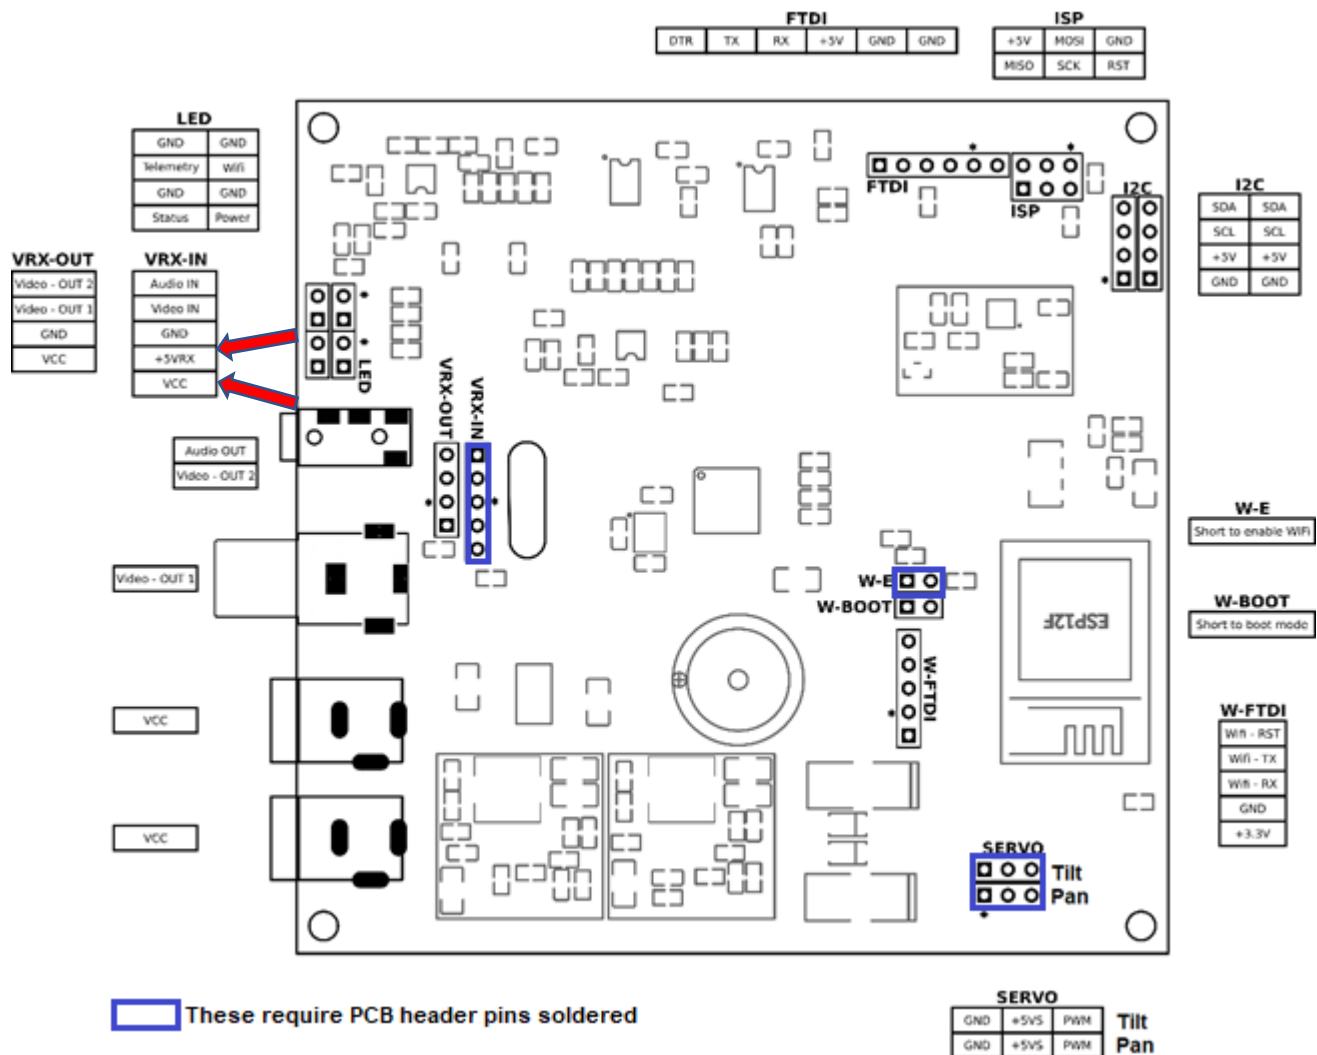 FTDI
DTR TX RX +5V GND GND
ISP
+5V MOSI GND
MISO SCK RST
LED
GND GND
Telemetry Wifi
GND GND
Status Power
VRX-OUT
Video - OUT 2
Video - OUT 1
GND
VCC
VRX-IN
Audio IN
Video IN
GND
+5VRX
VCC
Audio OUT
Video - OUT 2
Video - OUT 1
VCC
VCC
FTDI
ISP
I2C
I2C
SDA SDA
SCL SCL
+5V +5V
GND GND
LED
VRX-OUT
VRX-IN
W-E
W-BOOT
W-FTDI
ESP12F
W-E
Short to enable WIFi
W-BOOT
Short to boot mode
W-FTDI
Wifi - RST
Wifi - TX
Wifi - RX
GND
+3.3V
SERVO
Tilt
Pan
These require PCB header pins soldered
SERVO
GND +5VS PWM Tilt
GND +5VS PWM Pan